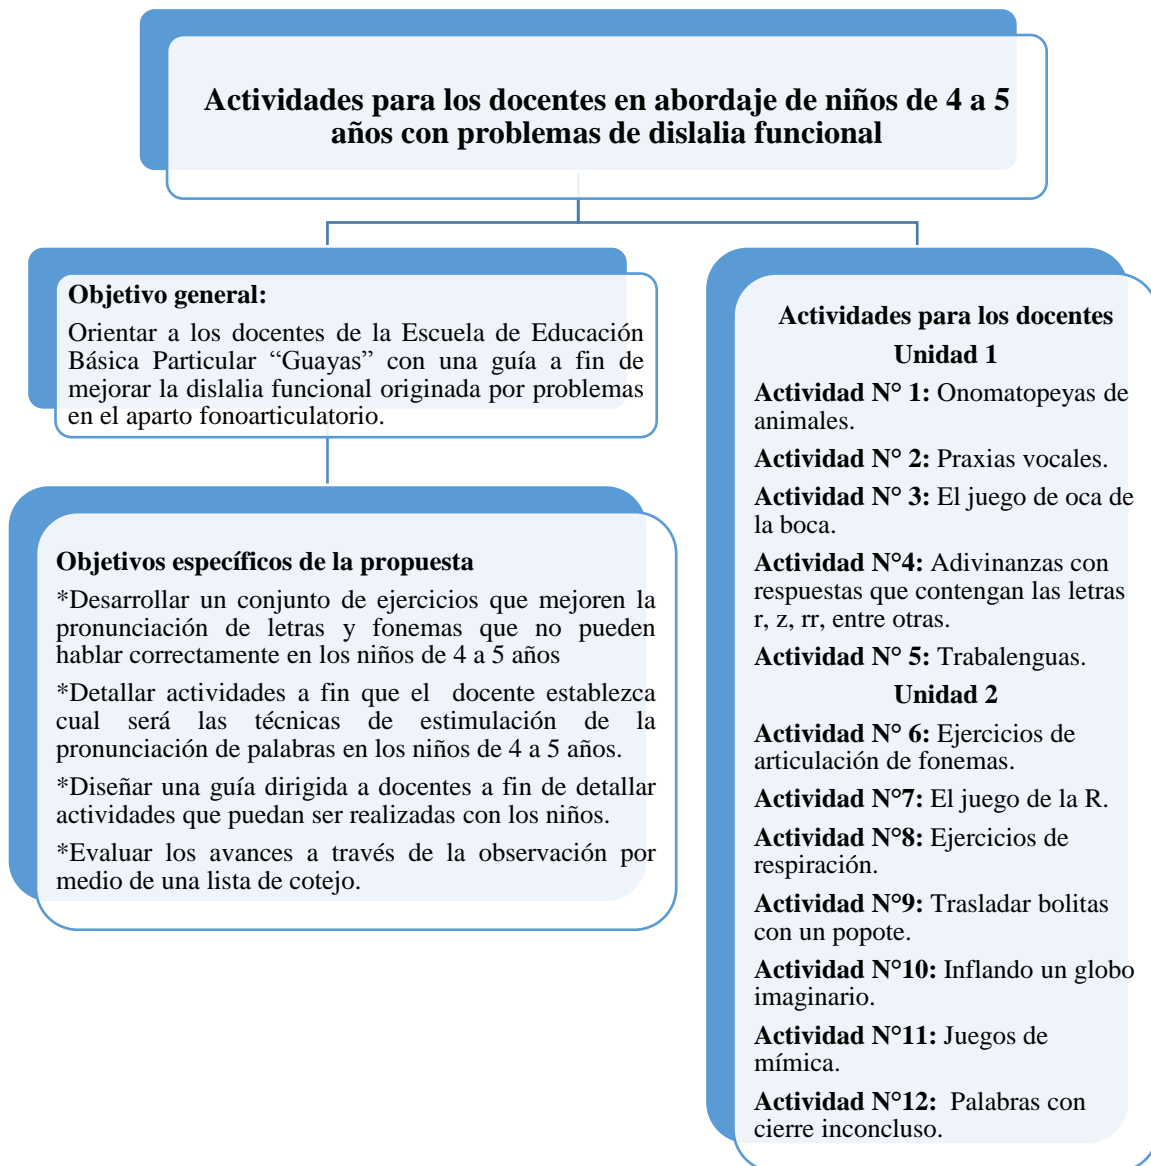 Actividades para los docentes en abordaje de niños de 4 a 5
años con problemas de dislalia funcional
Objetivo general:
Orientar a los docentes de la Escuela de Educación
Básica Particular “Guayas” con una guía a fin de
mejorar la dislalia funcional originada por problemas
en el aparto fonoarticulatorio.
Objetivos específicos de la propuesta
*Desarrollar un conjunto de ejercicios que mejoren la
pronunciación de letras y fonemas que no pueden
hablar correctamente en los niños de 4 a 5 años
*Detallar actividades a fin que el docente establezca
cual será las técnicas de estimulación de la
pronunciación de palabras en los niños de 4 a 5 años.
*Diseñar una guía dirigida a docentes a fin de detallar
actividades que puedan ser realizadas con los niños.
*Evaluar los avances a través de la observación por
medio de una lista de cotejo.
Actividades para los docentes
Unidad 1
Actividad N° 1: Onomatopeyas de
animales.
Actividad N° 2: Praxias vocales.
Actividad N° 3: El juego de oca de
la boca.
Actividad N°4: Adivinanzas con
respuestas que contengan las letras
r, z, rr, entre otras.
Actividad N° 5: Trabalenguas.
Unidad 2
Actividad N° 6: Ejercicios de
articulación de fonemas.
Actividad N°7: El juego de la R.
Actividad N°8: Ejercicios de
respiración.
Actividad N°9: Trasladar bolitas
con un popote.
Actividad N°10: Inflando un globo
imaginario.
Actividad N°11: Juegos de
mímica.
Actividad N°12: Palabras con
cierre inconcluso.